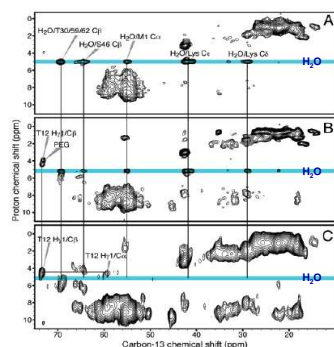 A
H₂O/T30/59/62 Cβ
H₂O/S46 Cβ
H₂O/M1 Cα
H₂O/Lys Cε
H₂O/Lys Cδ
H₂O
0
2
4
6
8
10
B
T12 Hγ1/Cβ
PEG
H₂O
0
2
4
6
8
10
C
T12 Hγ1/Cβ
T12 Hγ1/Cα
H₂O
0
2
4
6
8
10
70 60 50 40 30 20
Carbon-13 chemical shift (ppm)
Proton chemical shift (ppm)